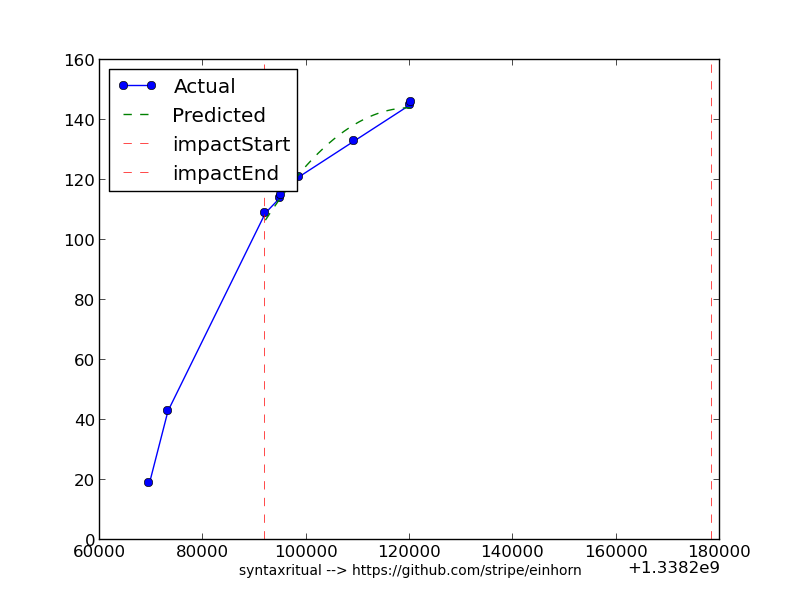 160
140
120
100
80
60
40
20
0
Actual
Predicted
impactStart
impactEnd
60000 80000 100000 120000 140000 160000 180000
+1.3382e9
syntaxritual --> https://github.com/stripe/einhorn